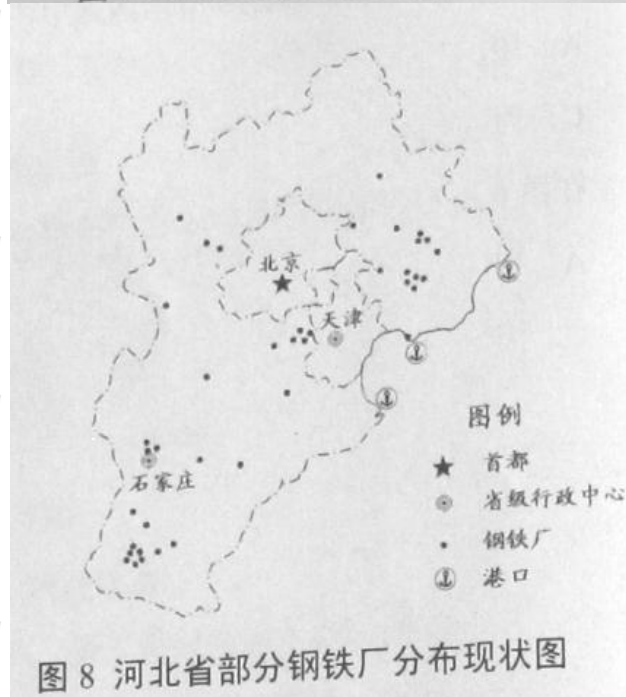 北京
天津
石家庄
图例
首都
省级行政中心
钢铁厂
港口
图 8 河北省部分钢铁厂分布现状图